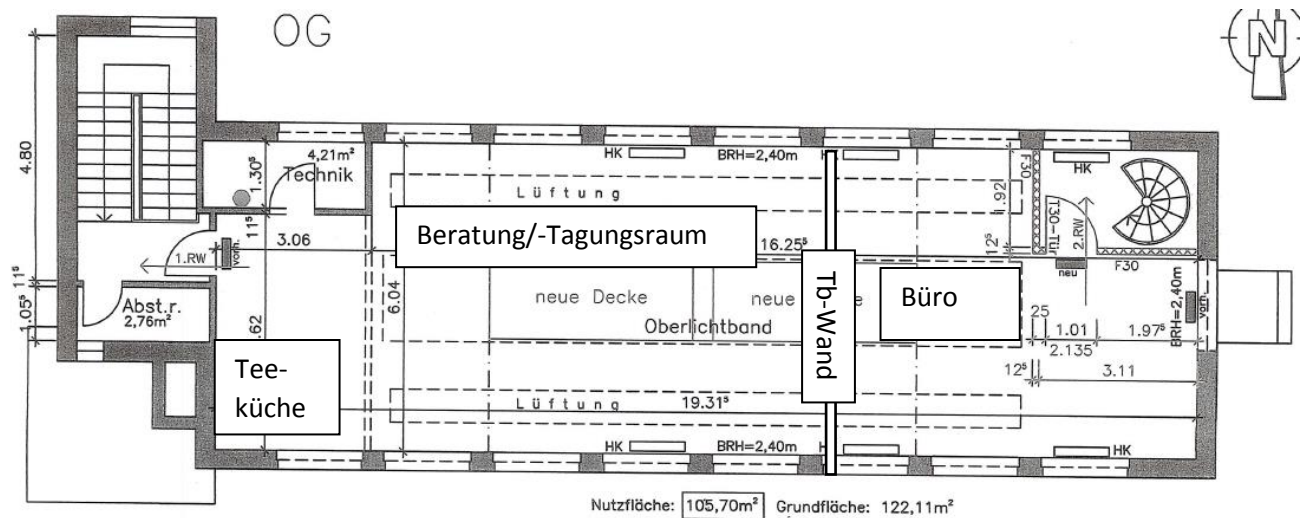 OG
N
4.80
4,21m²
Technik
1.30⁵
HK
BRH=2,40m
F30
HK
Lüftung
1.92
T30-Tür
2.RW
11⁵
3.06
Beratung/-Tagungsraum
16.25⁵
12⁵
1.RW
vorh.
neu
F30
11⁵
Abst.r.
2,76m²
1.05⁵
.62
6.04
neue Decke
neue
Oberlichtband
Tb-Wand
Büro
25
1.01
1.97⁵
2.135
BRH=2,40m
vorh.
12⁵
3.11
Tee-
küche
Lüftung
19.31⁵
HK
BRH=2,40m
HK
Nutzfläche: 105,70m² Grundfläche: 122,11m²